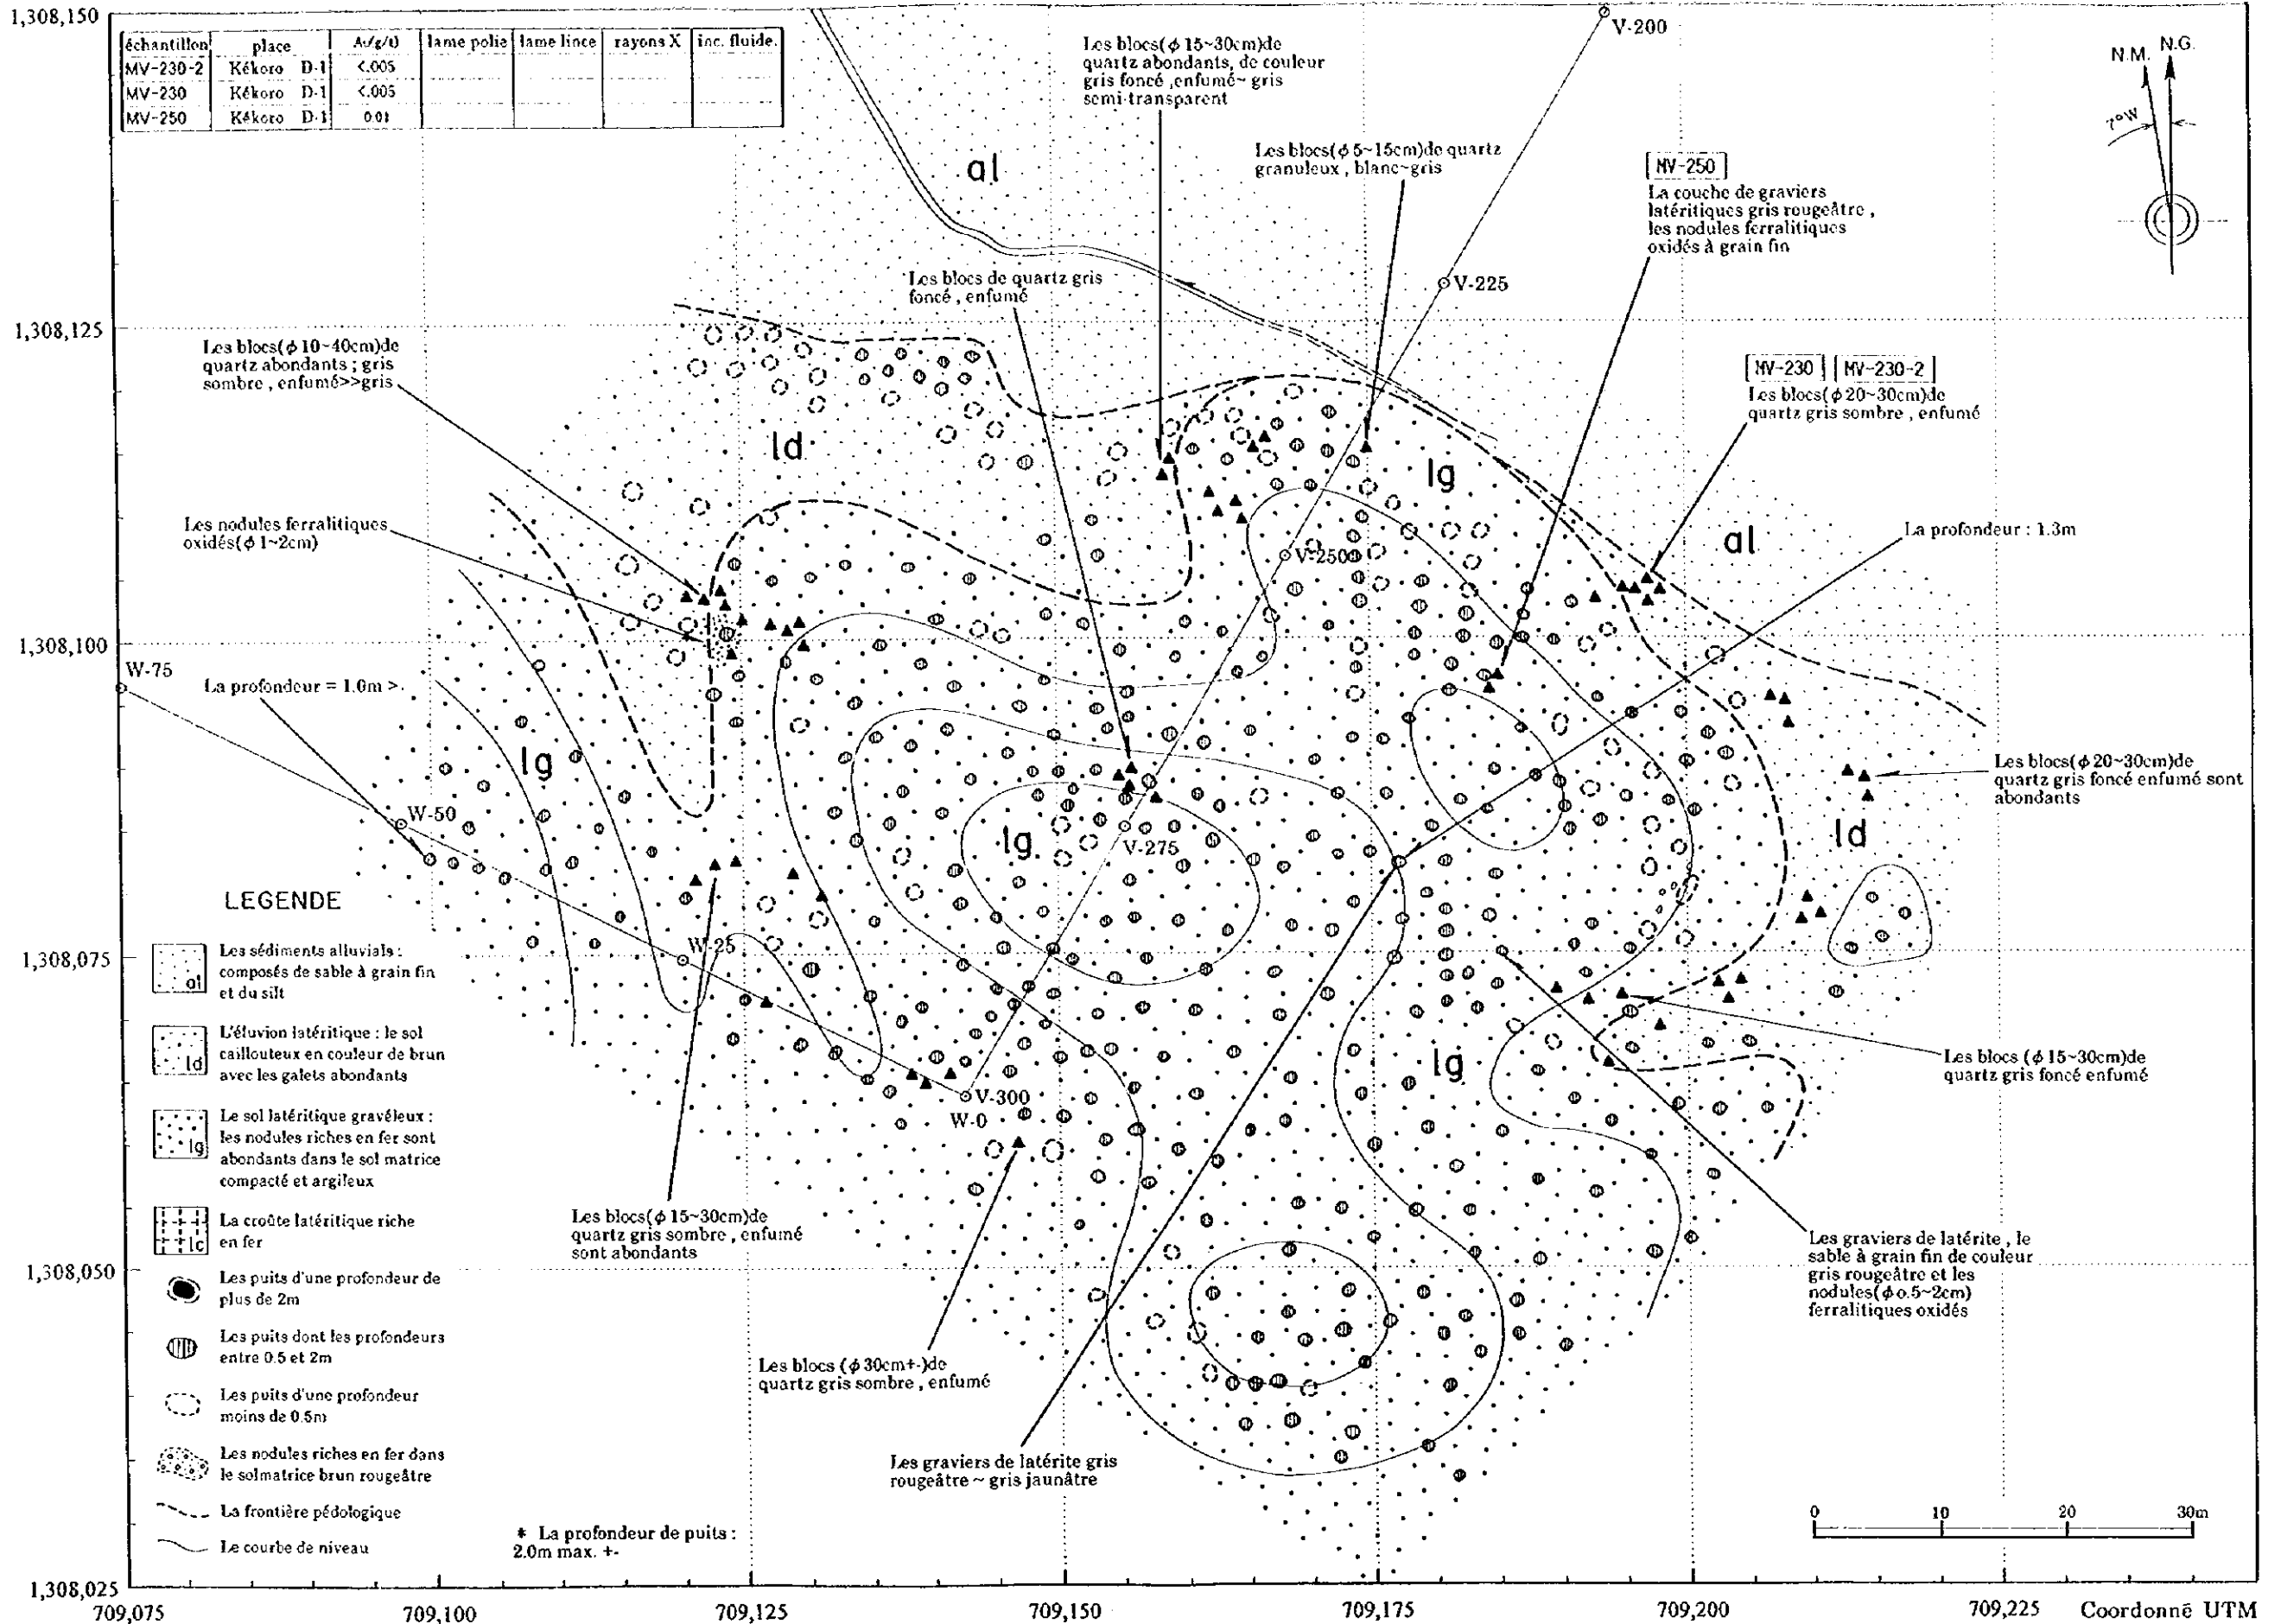 1,308,150
1,308,125
1,308,100
1,308,075
1,308,050
1,308,025
709,075
709,100
709,125
709,150
709,175
709,200
709,225
Coordonné UTM
échantillon place Au(g/t) lame polie lame lince rayons X inc. fluide.
MV-230-2 Kékoro D-1 <.005
MV-230 Kékoro D-1 <.005
MV-250 Kékoro D-1 0.01
Les blocs(φ 15~30cm)de
quartz abondants, de couleur
gris foncé ,enfumé~ gris
semi-transparent
V-200
N.M. N.G.
7°W
Les blocs(φ 5~15cm)de quartz
granuleux , blanc~gris
MV-250
La couche de graviers
latéritiques gris rougeâtre ,
les nodules ferralitiques
oxidés à grain fin
al
Les blocs de quartz gris
foncé , enfumé
V-225
Les blocs(φ 10~40cm)de
quartz abondants ; gris
sombre , enfumé>>gris
MV-230 MV-230-2
Les blocs(φ 20~30cm)de
quartz gris sombre , enfumé
ld
lg
Les nodules ferralitiques
oxidés(φ 1~2cm)
al
La profondeur : 1.3m
V-250
W-75
La profondeur = 1.0m >
lg
Les blocs(φ 20~30cm)de
quartz gris foncé enfumé sont
abondants
W-50
lg
V-275
ld
W-25
lg
Les blocs (φ 15~30cm)de
quartz gris foncé enfumé
V-300
W-0
Les blocs(φ 15~30cm)de
quartz gris sombre , enfumé
sont abondants
Les graviers de latérite , le
sable à grain fin de couleur
gris rougeâtre et les
nodules(φ 0.5~2cm)
ferralitiques oxidés
Les blocs (φ 30cm+-)de
quartz gris sombre , enfumé
Les graviers de latérite gris
rougeâtre ~ gris jaunâtre
LEGENDE
al
Les sédiments alluvials :
composés de sable à grain fin
et du silt
ld
L'éluvion latéritique : le sol
caillouteux en couleur de brun
avec les galets abondants
lg
Le sol latéritique gravéleux :
les nodules riches en fer sont
abondants dans le sol matrice
compacté et argileux
lc
La croûte latéritique riche
en fer
Les puits d'une profondeur de
plus de 2m
Les puits dont les profondeurs
entre 0.5 et 2m
Les puits d'une profondeur
moins de 0.5m
Les nodules riches en fer dans
le solmatrice brun rougeâtre
La frontière pédologique
Le courbe de niveau
* La profondeur de puits :
2.0m max. +-
0 10 20 30m